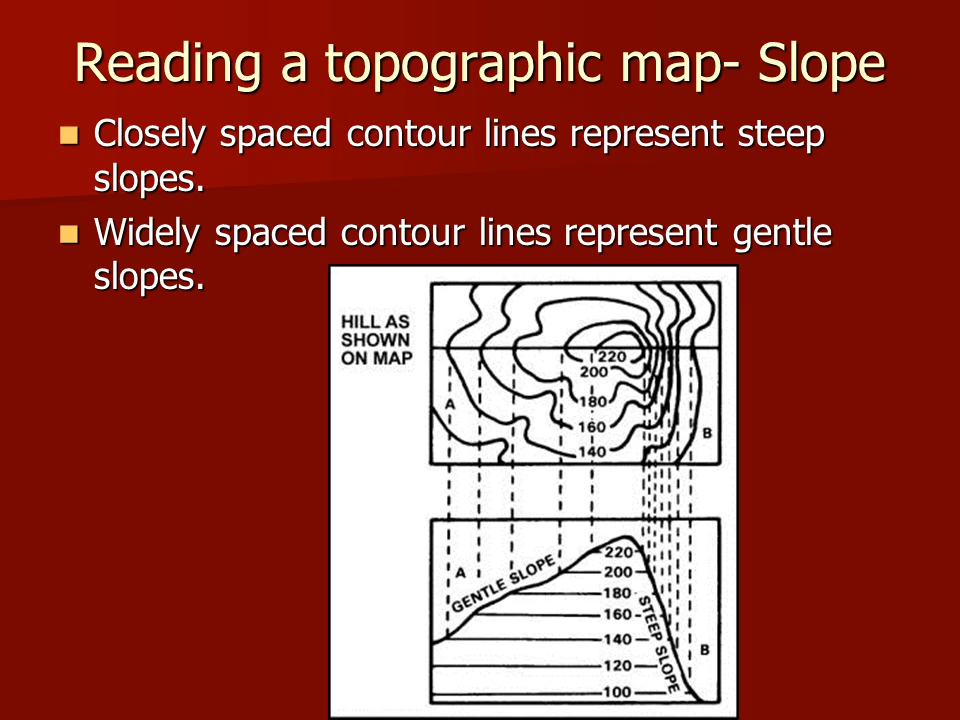 Reading a topographic map- Slope
Closely spaced contour lines represent steep
slopes.
Widely spaced contour lines represent gentle
slopes.
HILL AS
SHOWN
ON MAP
220
200
A
180
160
B
140
220
A
GENTLE SLOPE
200
180
160
STEEP SLOPE
140
B
120
100